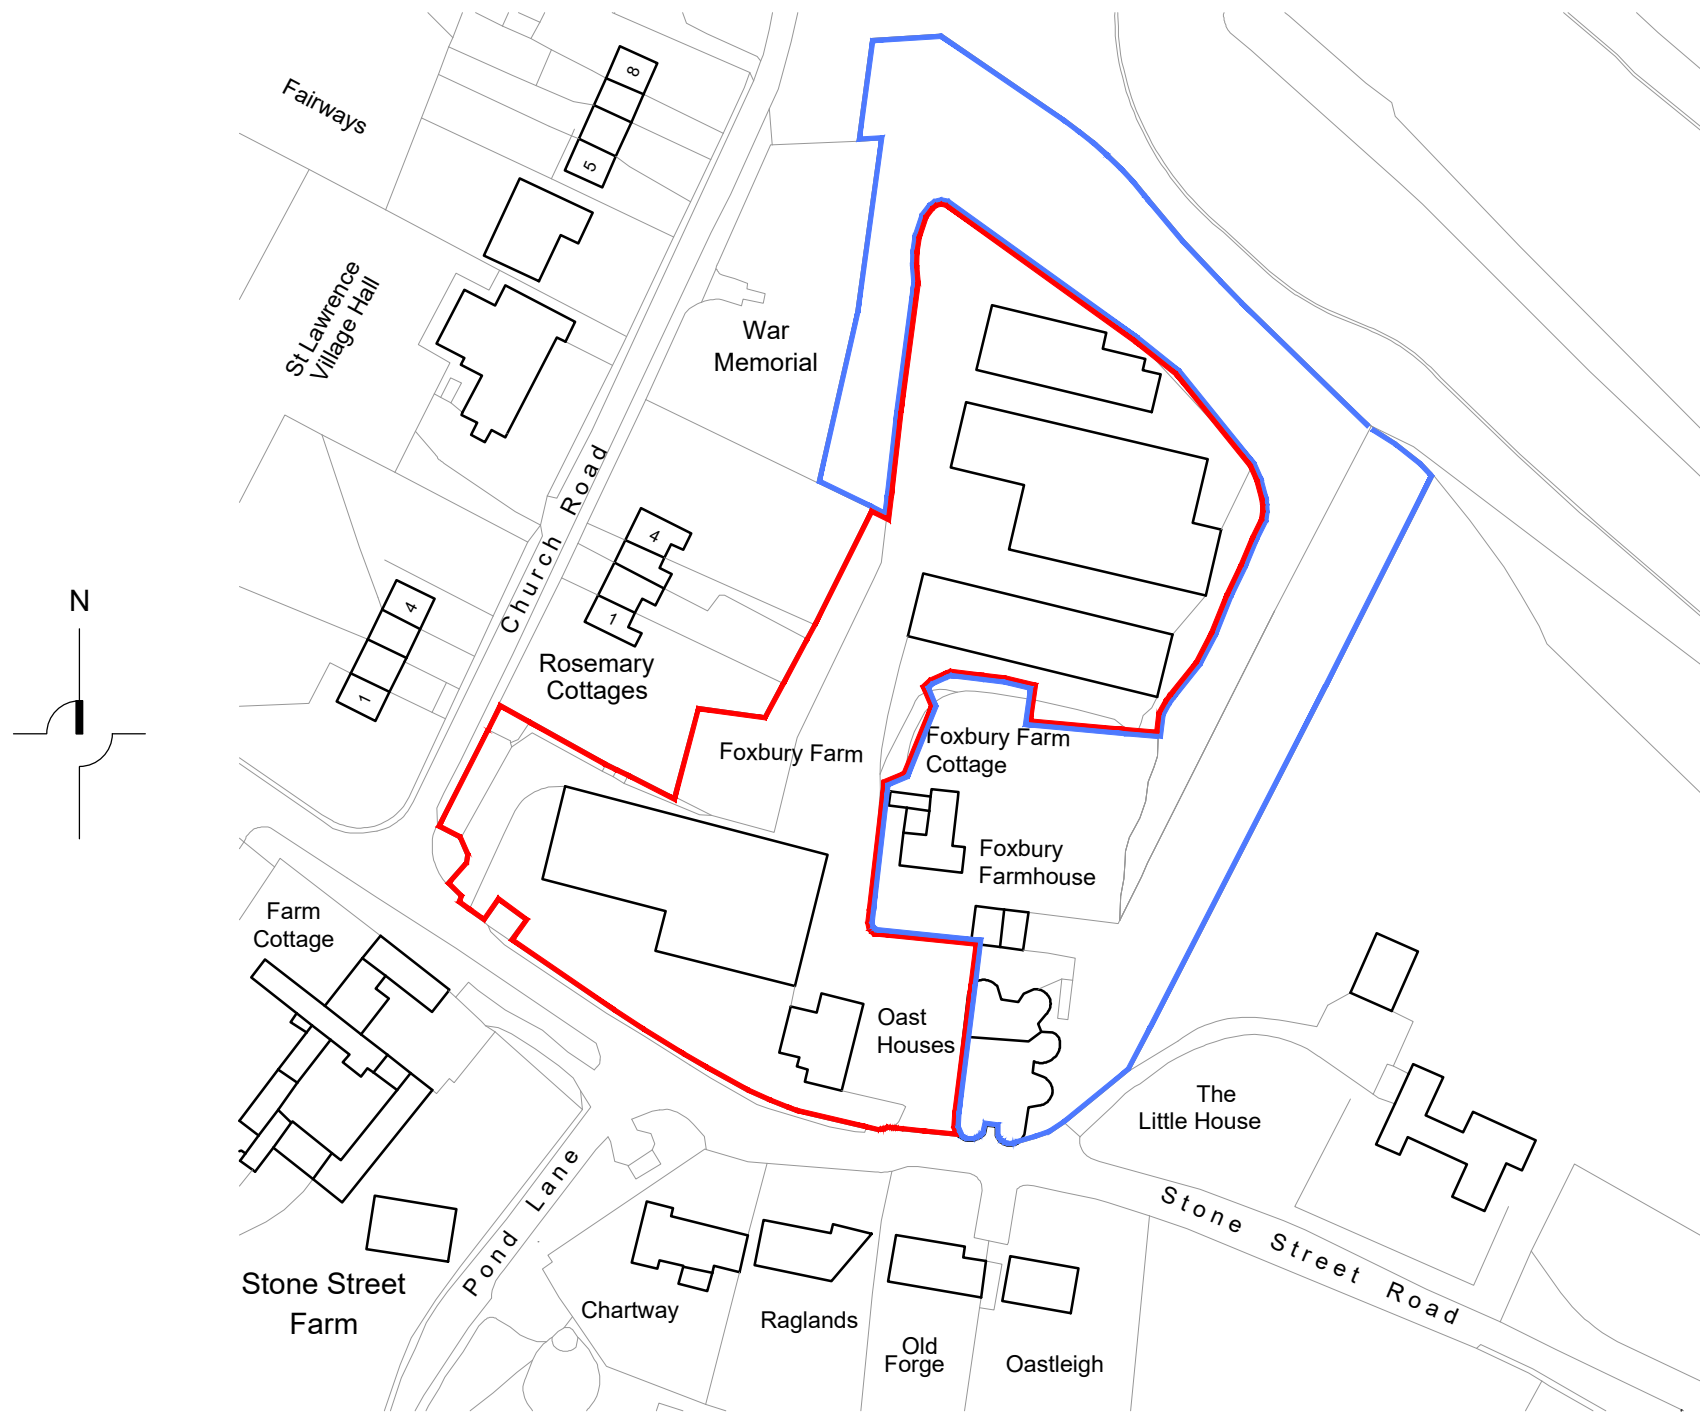 Fairways
8
5
St Lawrence
Village Hall
War
Memorial
Church Road
4
1
Rosemary
Cottages
4
1
N
Foxbury Farm
Foxbury Farm
Cottage
Foxbury
Farmhouse
Farm
Cottage
Oast
Houses
The
Little House
Pond Lane
Stone Street Road
Stone Street
Farm
Chartway
Raglands
Old
Forge
Oastleigh